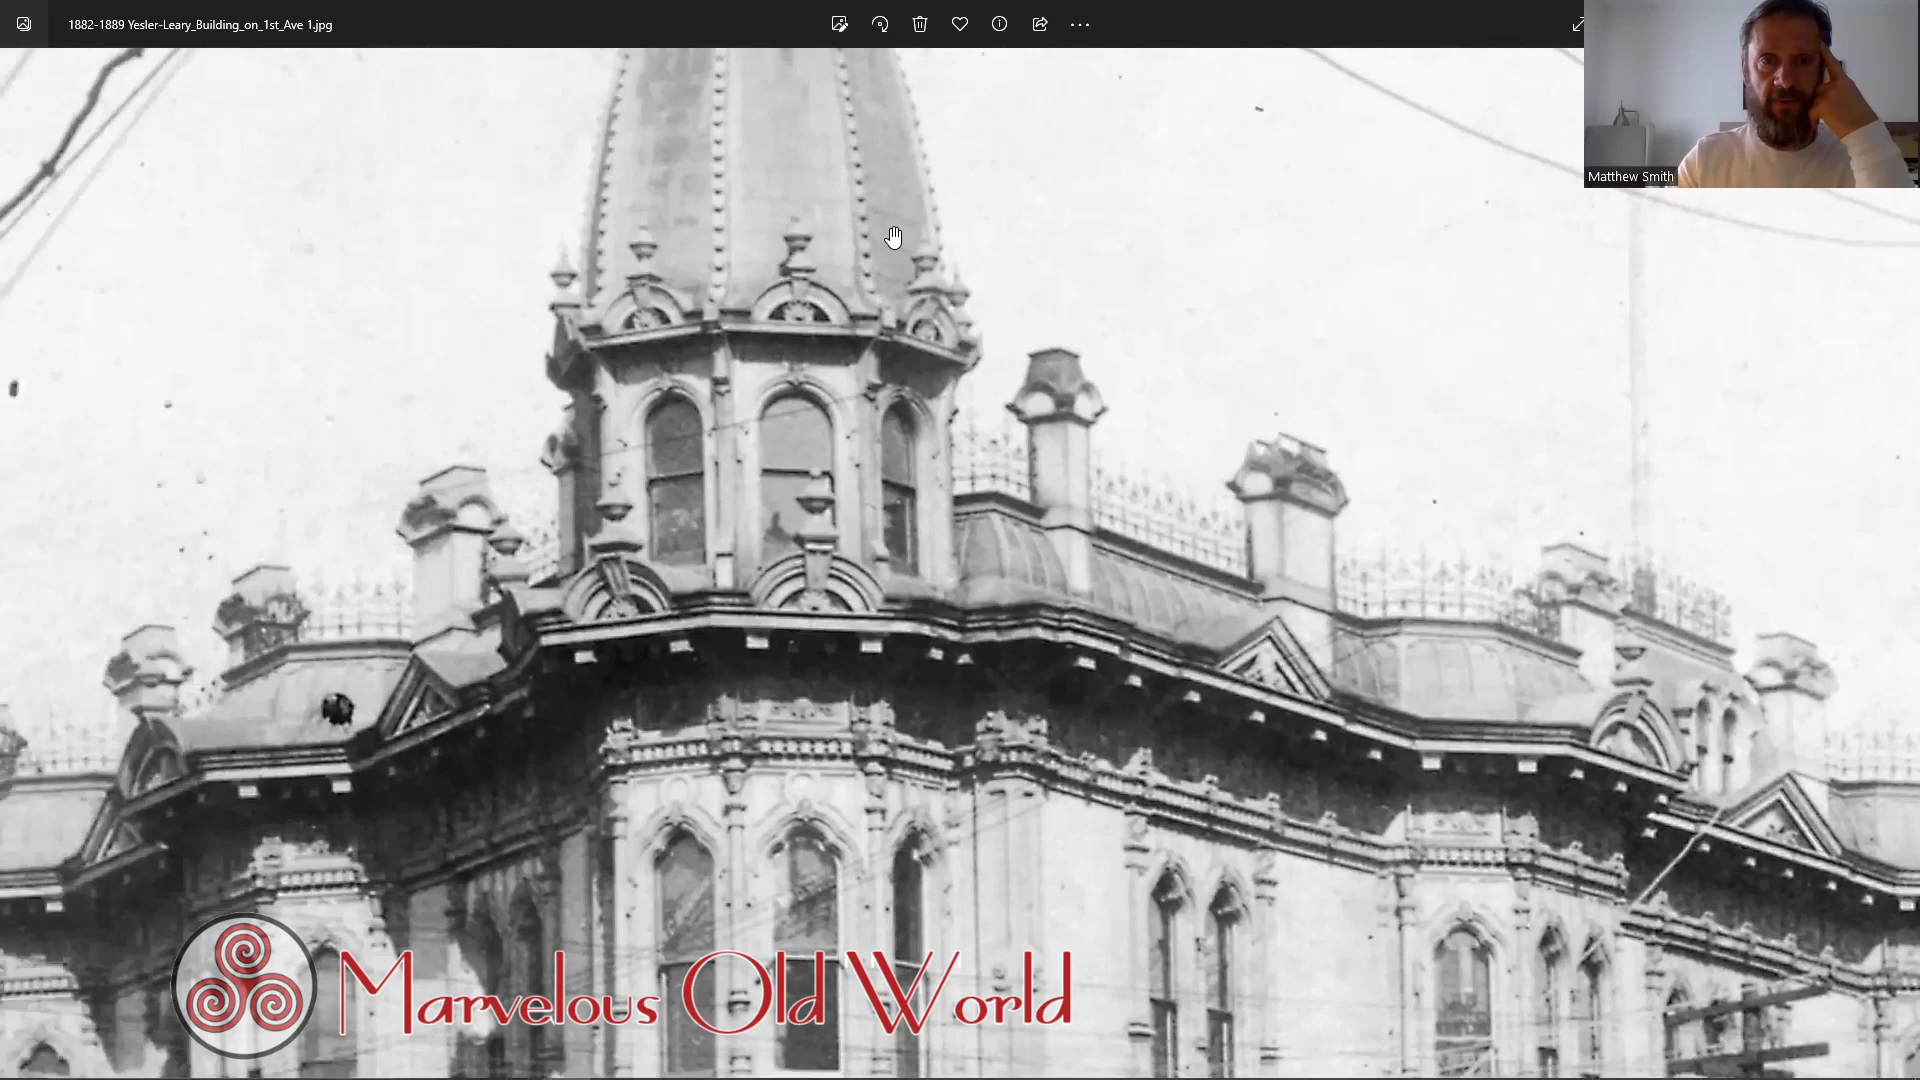 1882-1889 Yesler-Leary_Building_on_1st_Ave 1.jpg
Matthew Smith
Marvelous Old World